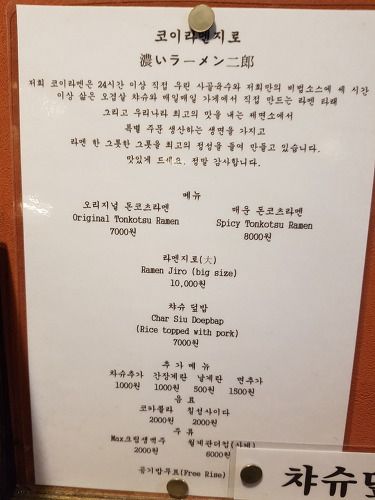 코이라멘지로
濃いラーメン二郎
저희 코이라멘은 24시간 이상 직접 우린 사골육수와 저희만의 비법소스에 세 시간
이상 삶은 오겹살 챠슈와 매일매일 가게에서 직접 만드는 라멘 타래
그리고 우리나라 최고의 맛을 내는 제면소에서
특별 주문 생산하는 생면을 가지고
라멘 한 그릇한 그릇을 최고의 정성을 들여 만들고 있습니다.
맛있게 드세요. 정말 감사합니다.
메뉴
오리지널 돈코츠라멘 매운 돈코츠라멘
Original Tonkotsu Ramen Spicy Tonkotsu Ramen
7000원 8000원
라멘지로(大)
Ramen Jiro (big size)
10,000원
챠슈 덮밥
Char Siu Doepbap
(Rice topped with pork)
7000원
추가 메뉴
챠슈추가 간장계란 날계란 면추가
1000원 1000원 500원 1500원
음료
코카콜라 칠성사이다
2000원 2000원
주류
Max크림생맥주
2000원 6000원
공기밥무료(Free Rise)
챠슈덮